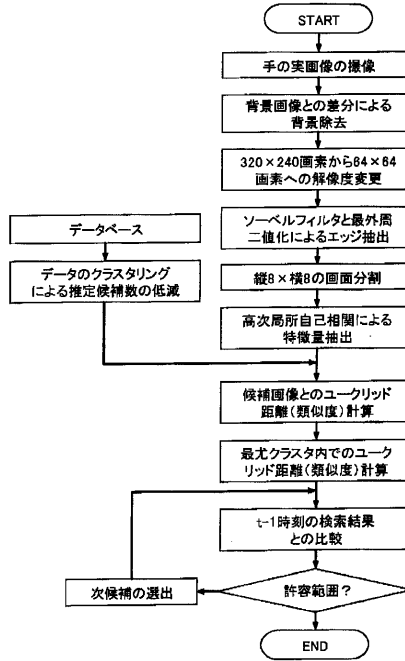 START
手の実画像の撮像
背景画像との差分による
背景除去
320×240画素から64×64
画素への解像度変更
ソーベルフィルタと最外周
二値化によるエッジ抽出
データベース
データのクラスタリング
による推定候補数の低減
縦8×横8の画面分割
高次局所自己相関による
特徴量抽出
候補画像とのユークリッド
距離(類似度)計算
最尤クラスタ内でのユーク
リッド距離(類似度)計算
t-1時刻の検索結果
との比較
許容範囲?
次候補の選出
END